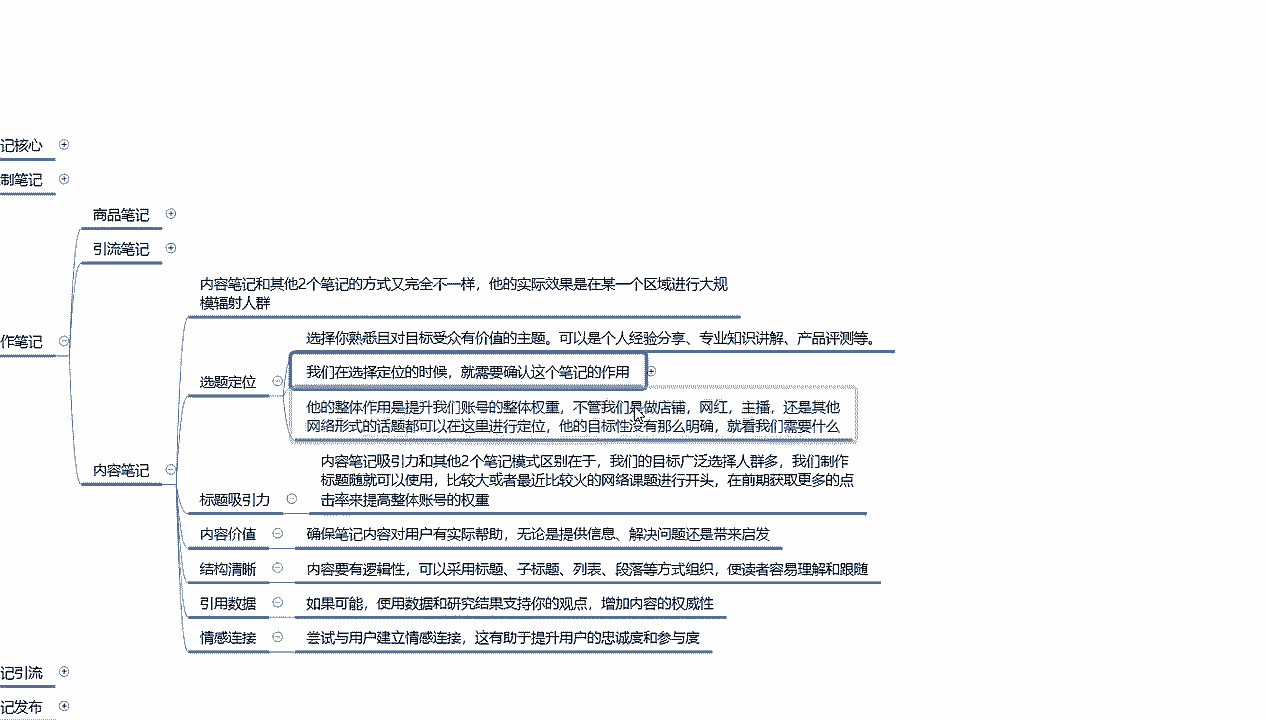 记核心
制笔记
商品笔记
引流笔记
内容笔记和其他2个笔记的方式又完全不一样，他的实际效果是在某一个区域进行大规
模辐射人群
选择你熟悉且对目标受众有价值的主题。可以是个人经验分享、专业知识讲解、产品评测等。
作笔记
我们在选择定位的时候，就需要确认这个笔记的作用
选题定位
他的整体作用是提升我们账号的整体权重，不管我们是做店铺，网红，主播，还是其他
网络形式的话题都可以在这里进行定位，他的目标性没有那么明确，就看我们需要什么
内容笔记
内容笔记吸引力和其他2个笔记模式区别在于，我们的目标广泛选择人群多，我们制作
标题随就可以使用，比较大或者最近比较火的网络课题进行开头，在前期获取更多的点
击率来提高整体账号的权重
标题吸引力
内容价值
确保笔记内容对用户有实际帮助，无论是提供信息、解决问题还是带来启发
结构清晰
内容要有逻辑性，可以采用标题、子标题、列表、段落等方式组织，使读者容易理解和跟随
引用数据
如果可能，使用数据和研究结果支持你的观点，增加内容的权威性
情感连接
尝试与用户建立情感连接，这有助于提升用户的忠诚度和参与度
记引流
记发布